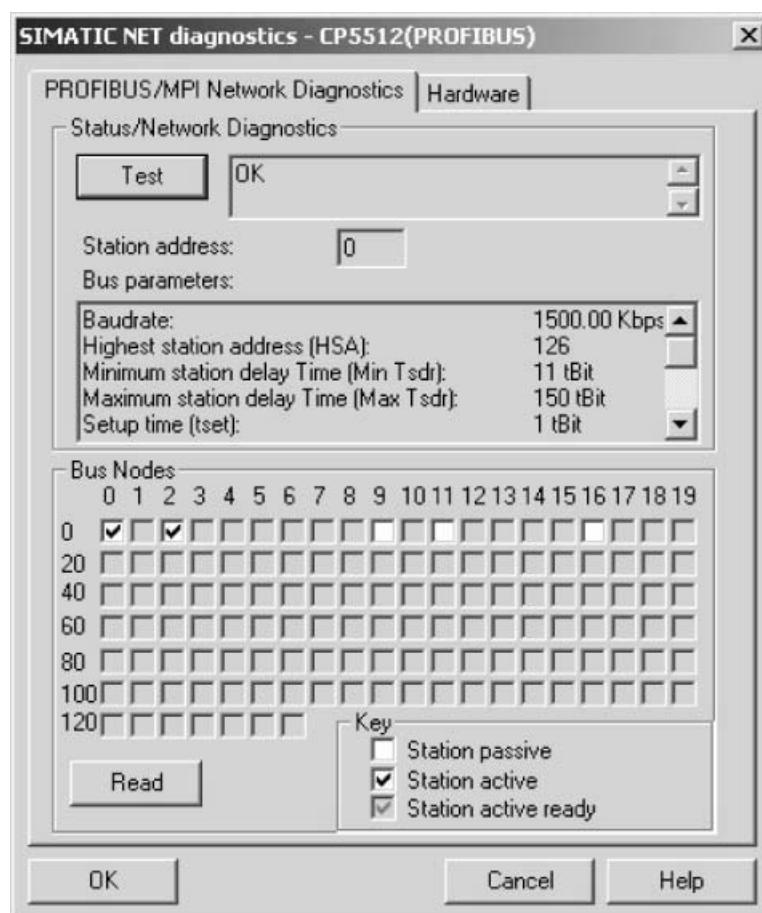 SIMATIC NET diagnostics - CP5512(PROFIBUS)
PROFIBUS/MPI Network Diagnostics Hardware
Status/Network Diagnostics
Test OK
Station address: 0
Bus parameters:
Baudrate: 1500.00 Kbps
Highest station address (HSA): 126
Minimum station delay Time (Min Tsdr): 11 tBit
Maximum station delay Time (Max Tsdr): 150 tBit
Setup time (tset): 1 tBit
Bus Nodes
0 1 2 3 4 5 6 7 8 9 10 11 12 13 14 15 16 17 18 19
0
20
40
60
80
100
120
Key
Station passive
Station active
Station active ready
Read
OK Cancel Help